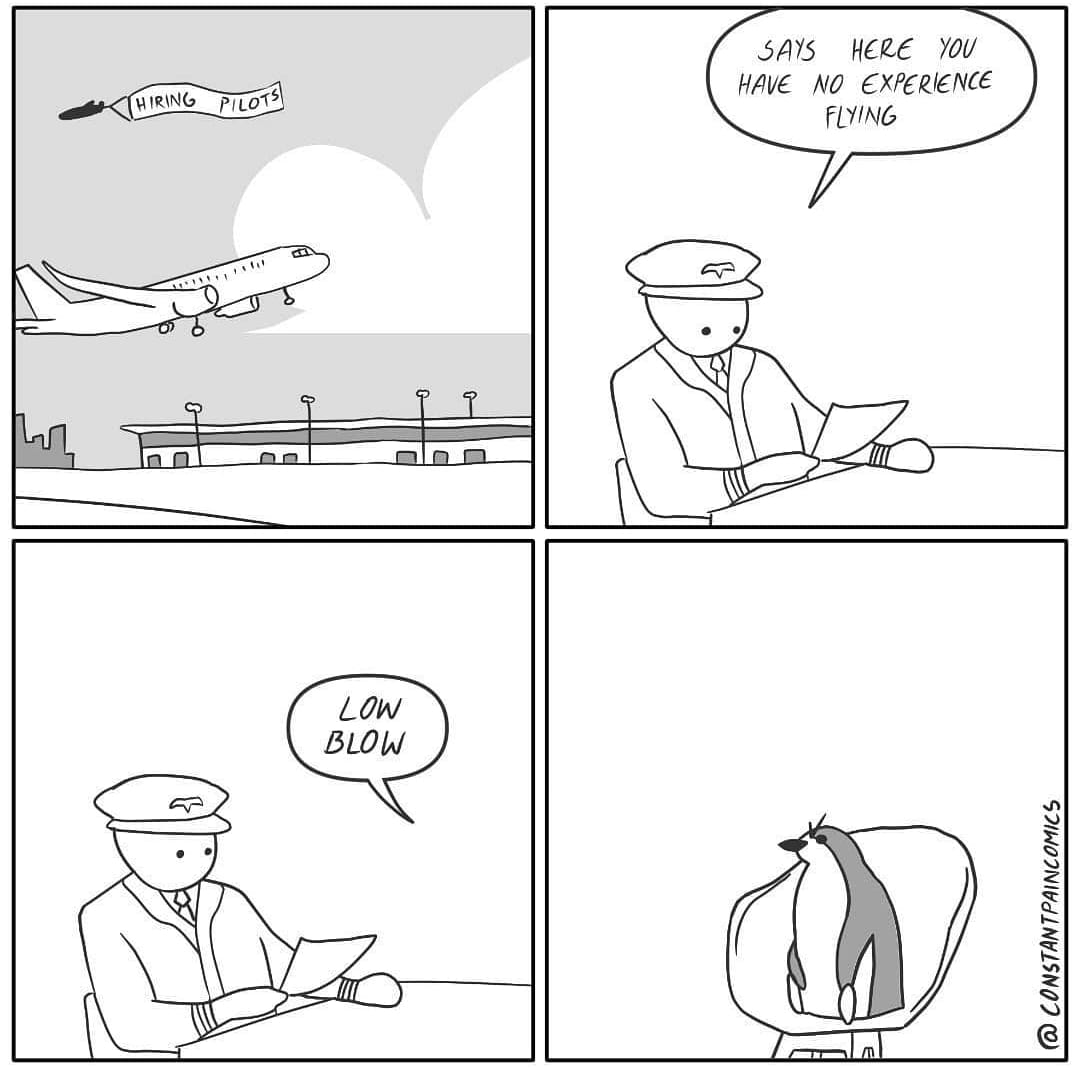 HIRING PILOTS
SAYS HERE YOU
HAVE NO EXPERIENCE
FLYING
LOW
BLOW
@CONSTANTPAINCOMICS